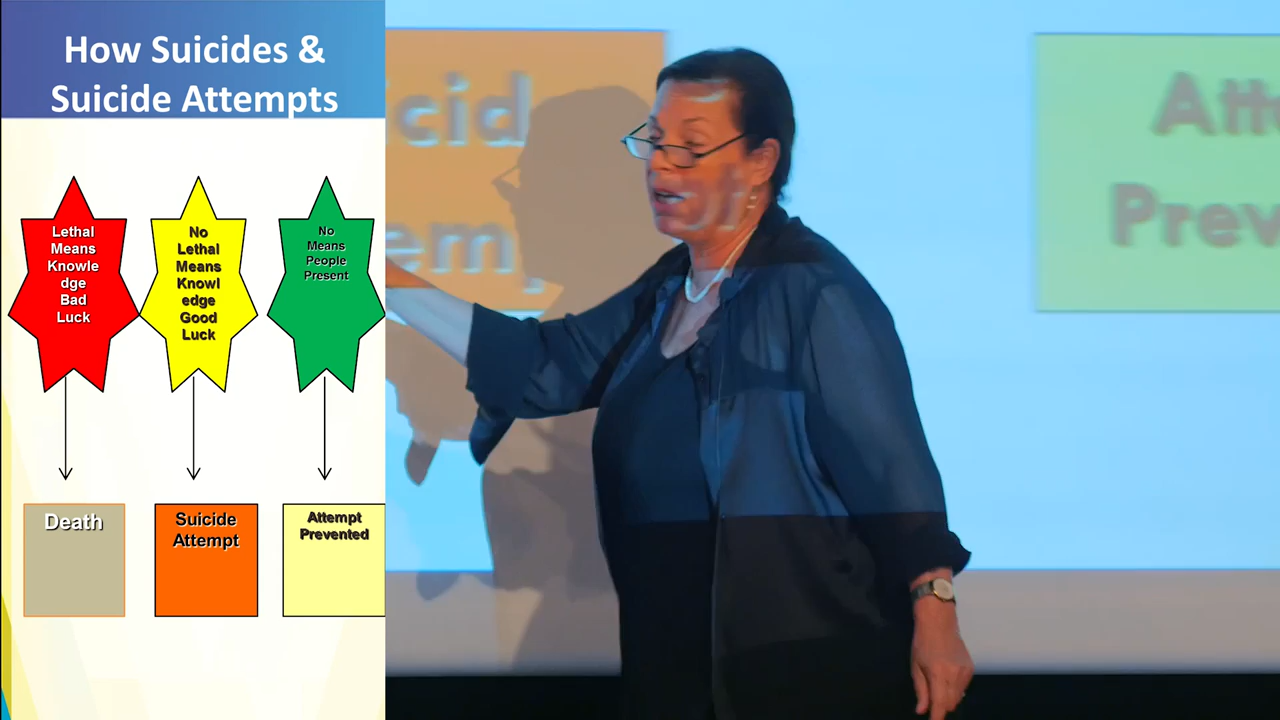 How Suicides &
Suicide Attempts
Lethal
Means
Knowle
dge
Bad
Luck
No
Lethal
Means
Knowl
edge
Good
Luck
No
Means
People
Present
Death
Suicide
Attempt
Attempt
Prevented
cid
em
Att
Prev